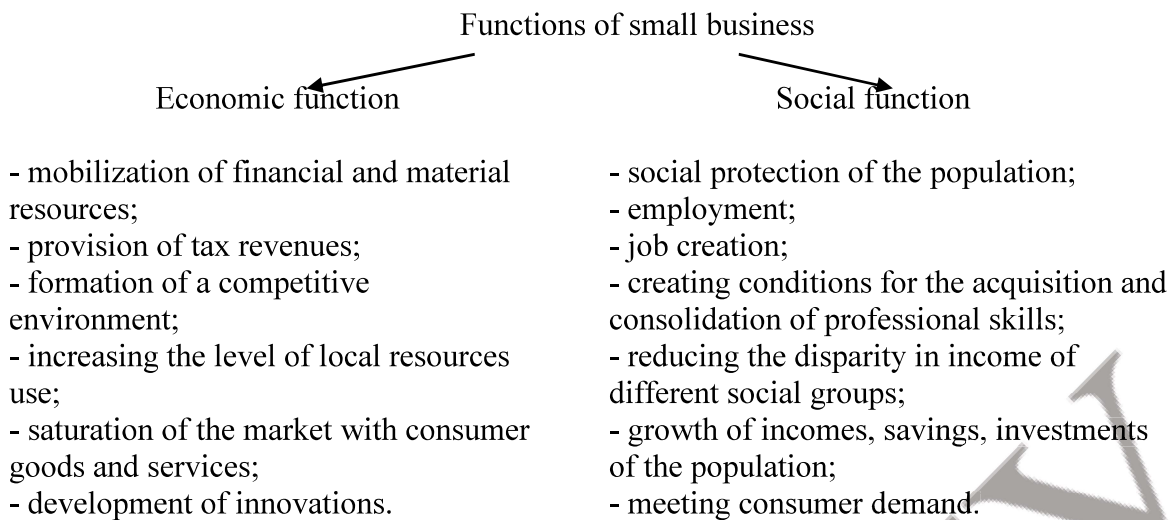 Functions of small business
Economic function
- mobilization of financial and material
resources;
- provision of tax revenues;
- formation of a competitive
environment;
- increasing the level of local resources
use;
- saturation of the market with consumer
goods and services;
- development of innovations.
Social function
- social protection of the population;
- employment;
- job creation;
- creating conditions for the acquisition and
consolidation of professional skills;
- reducing the disparity in income of
different social groups;
- growth of incomes, savings, investments
of the population;
- meeting consumer demand.